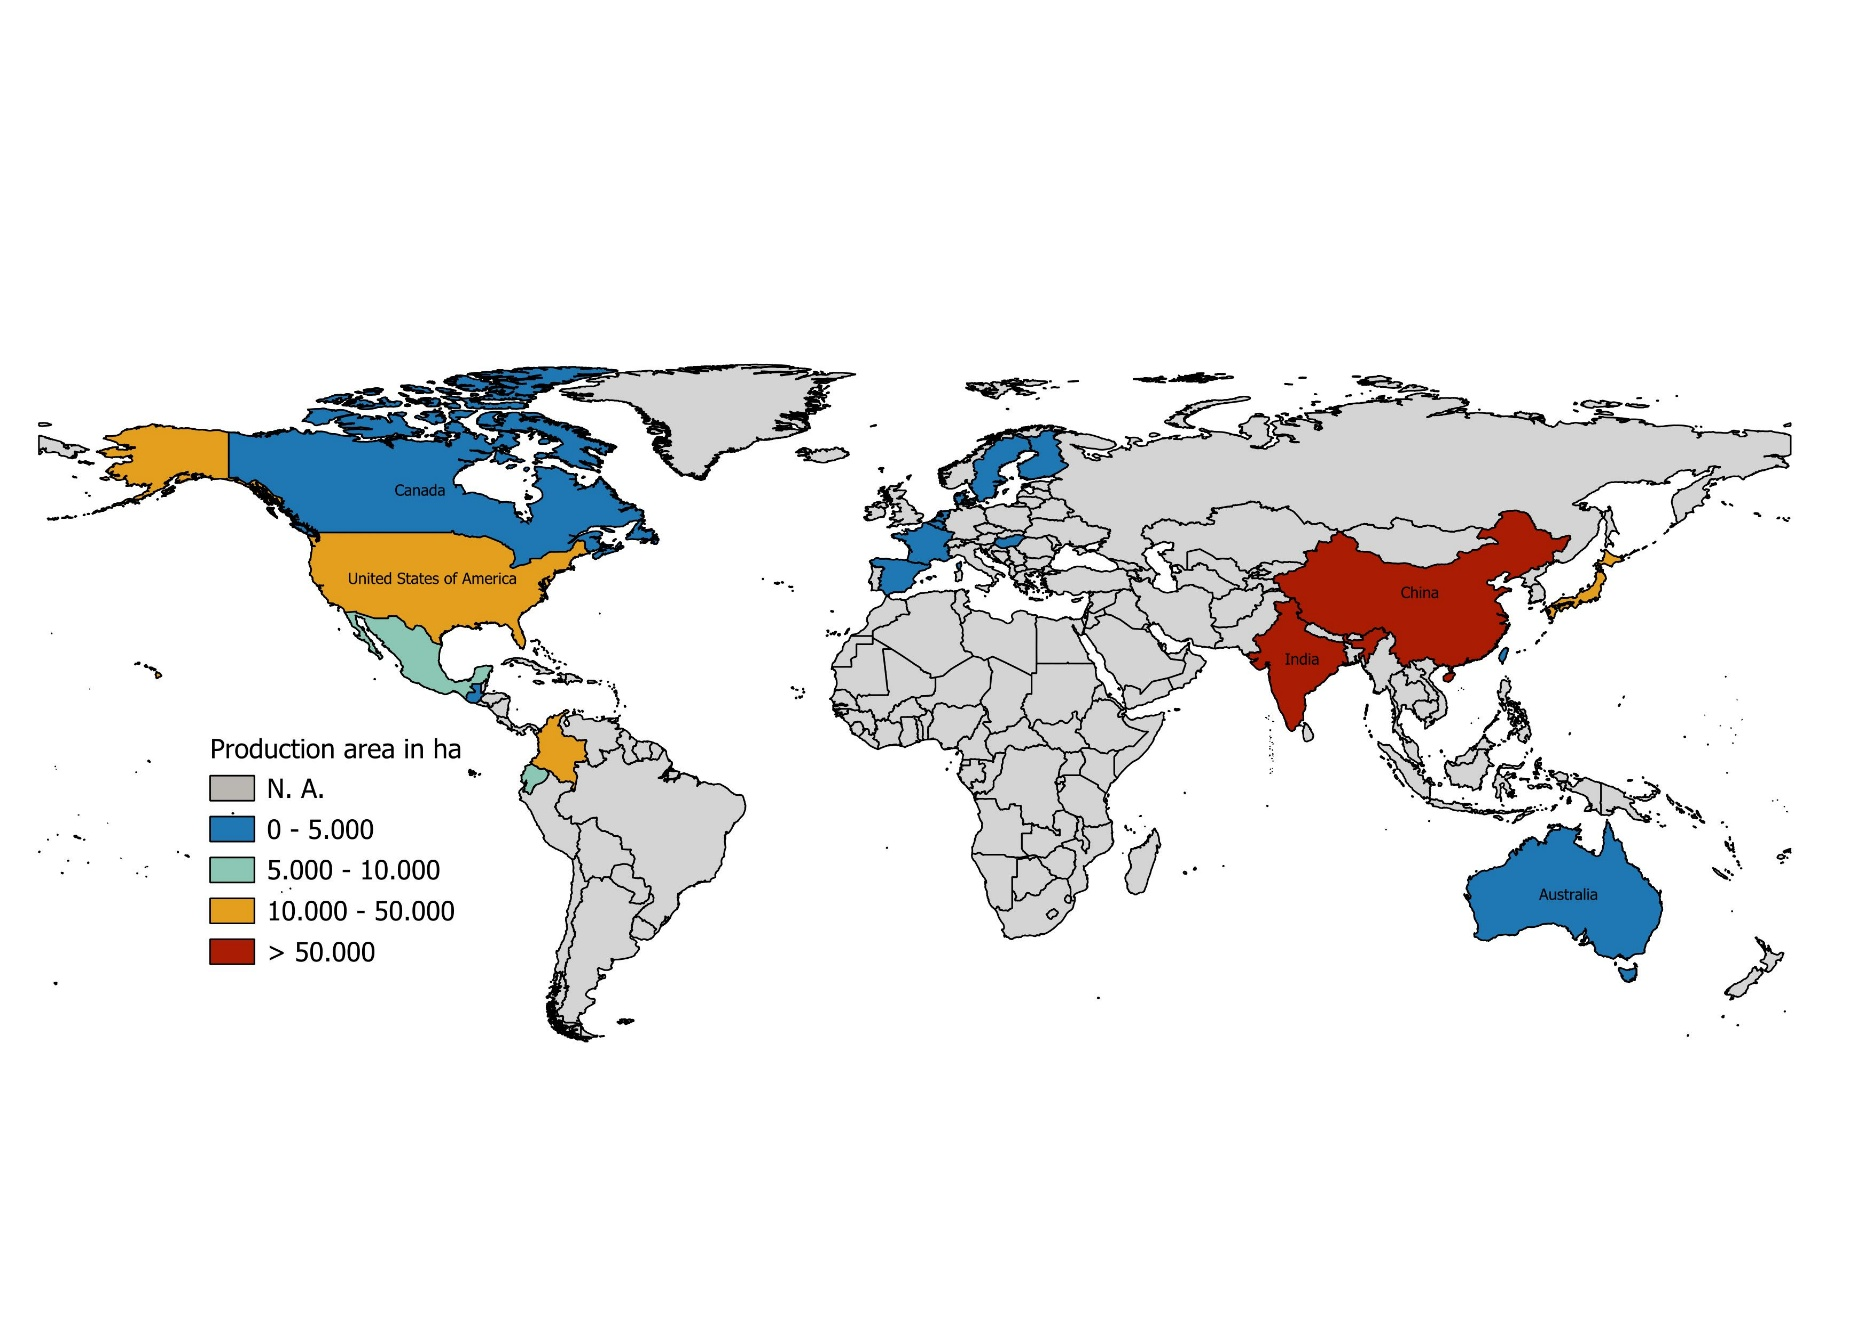 Canada
United States of America
China
India
Australia
Production area in ha
N. A.
0 - 5.000
5.000 - 10.000
10.000 - 50.000
> 50.000